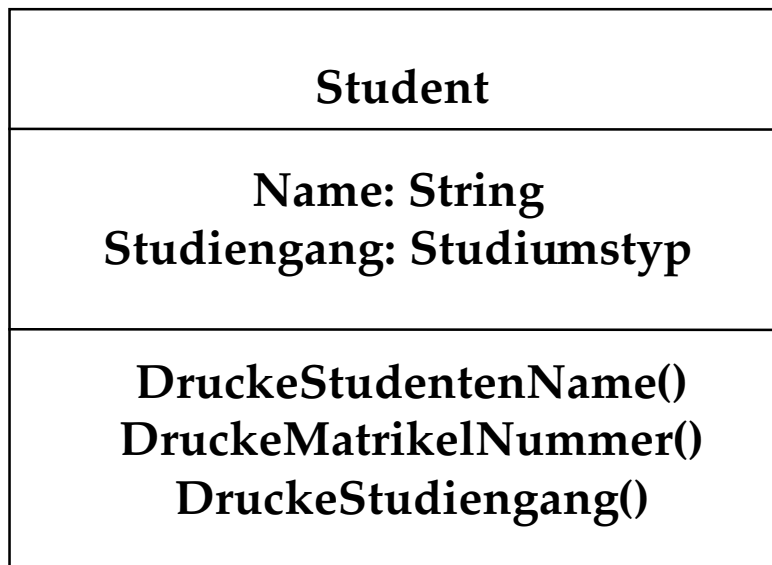 Student
Name: String
Studiengang: Studiumstyp
DruckeStudentenName()
DruckeMatrikelNummer()
DruckeStudiengang()